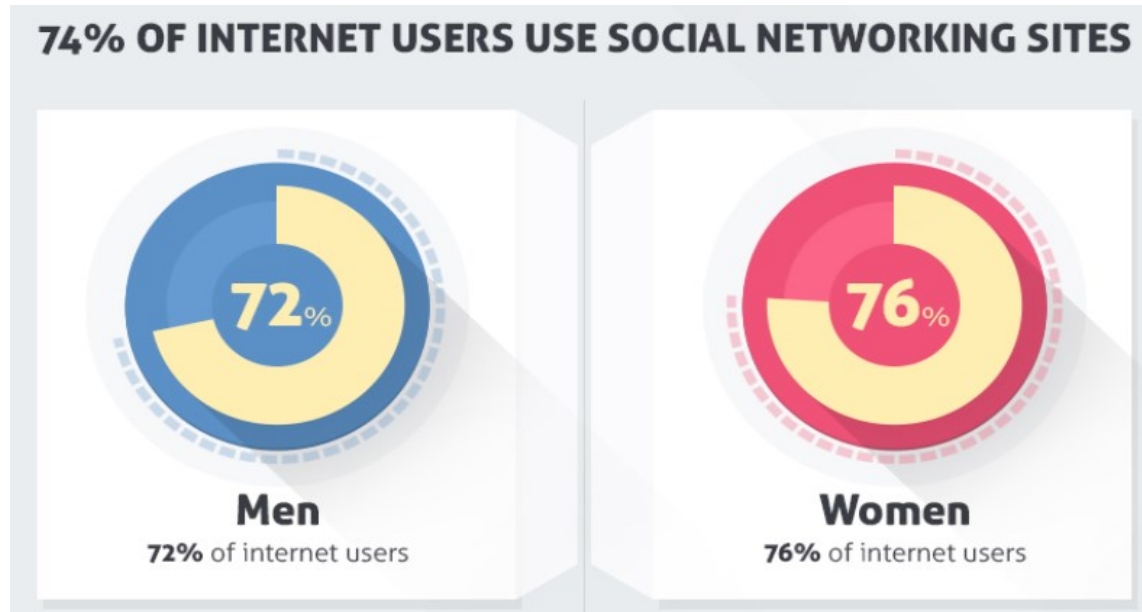 74% OF INTERNET USERS USE SOCIAL NETWORKING SITES
72%
Men
72% of internet users
76%
Women
76% of internet users